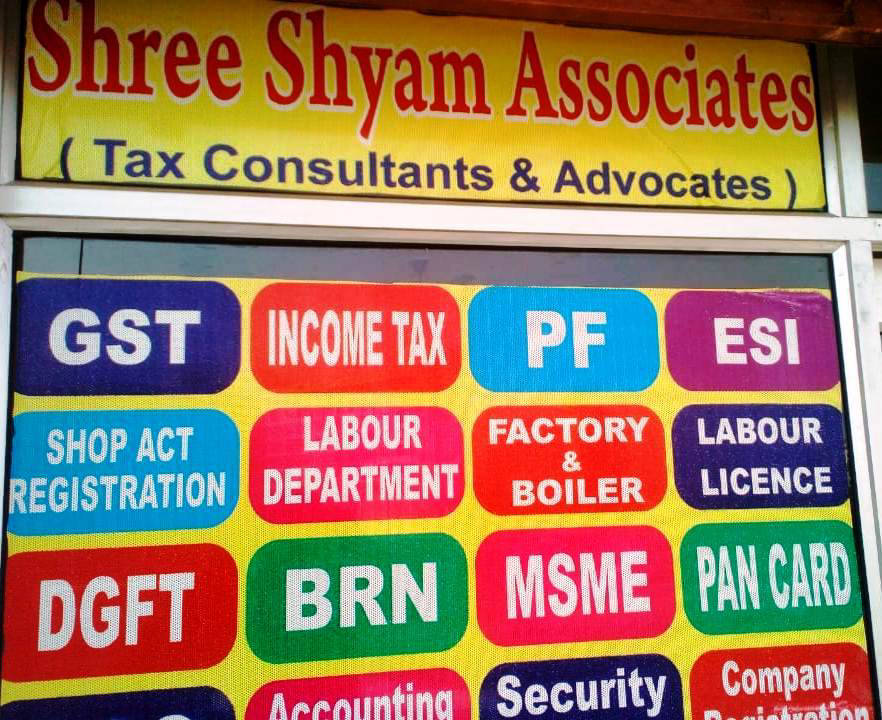 Shree Shyam Associates
( Tax Consultants & Advocates )
GST
INCOME TAX
PF
ESI
SHOP ACT
REGISTRATION
LABOUR
DEPARTMENT
FACTORY
&
BOILER
LABOUR
LICENCE
DGFT
BRN
MSME
PAN CARD
Accounting
Security
Company
Registration